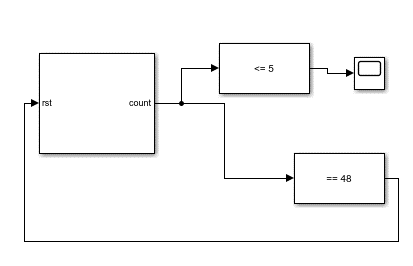 <= 5
rst
count
== 48